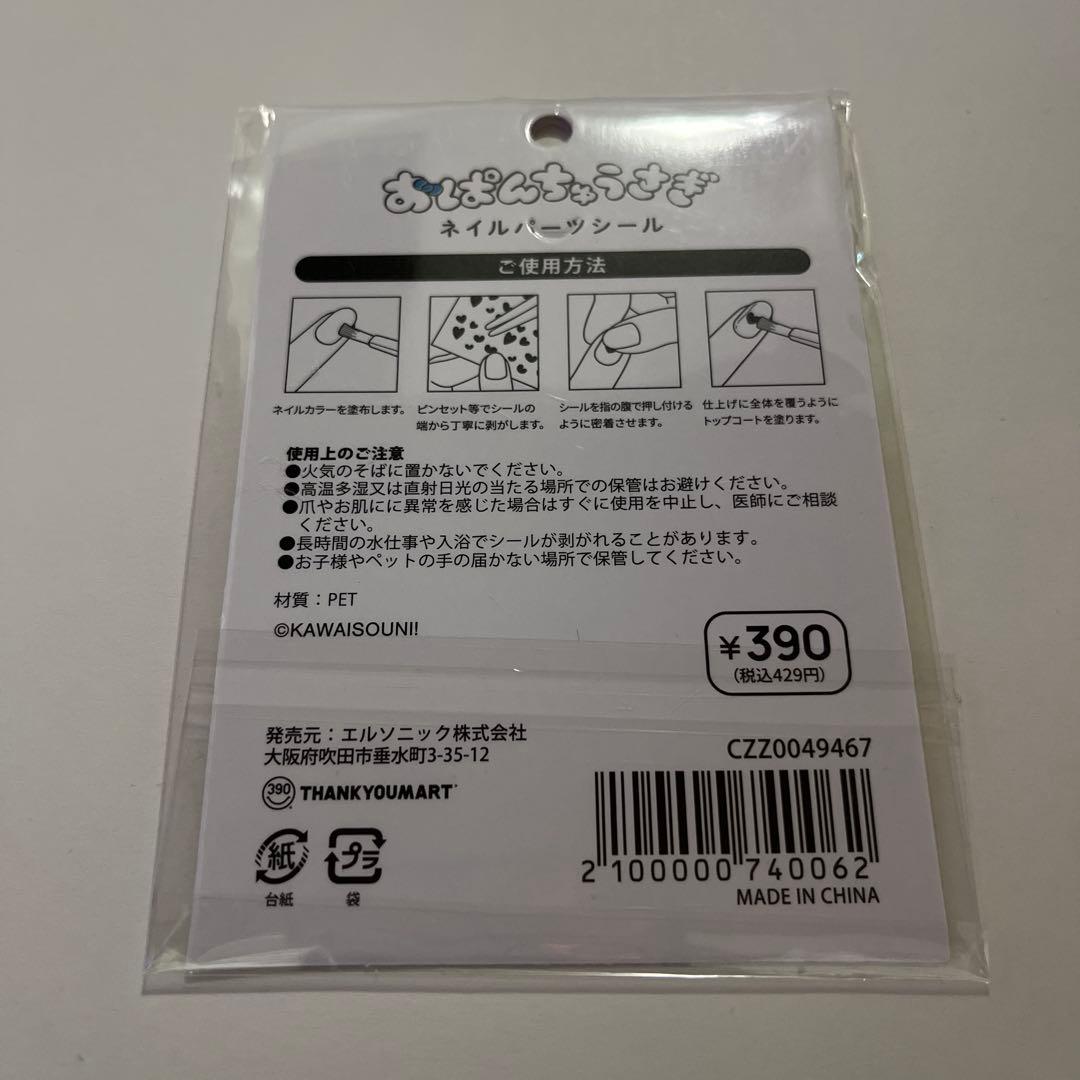 おぱんちゅうさぎ
ネイルパーツシール
ご使用方法
ネイルカラーを塗布します。
ピンセット等でシールの
端から丁寧に剥がします。
シールを指の腹で押し付ける
ように密着させます。
仕上げに全体を覆うように
トップコートを塗ります。
使用上のご注意
●火気のそばに置かないでください。
●高温多湿又は直射日光の当たる場所での保管はお避けください。
●爪やお肌にに異常を感じた場合はすぐに使用を中止し、医師にご相談
ください。
●長時間の水仕事や入浴でシールが剥がれることがあります。
●お子様やペットの手の届かない場所で保管してください。
材質：PET
©KAWAISOUNI!
¥390
(税込429円)
発売元：エルソニック株式会社
大阪府吹田市垂水町3-35-12
390 THANKYOUMART
紙
台紙
プラ
袋
CZZ0049467
2 100000 740062
MADE IN CHINA